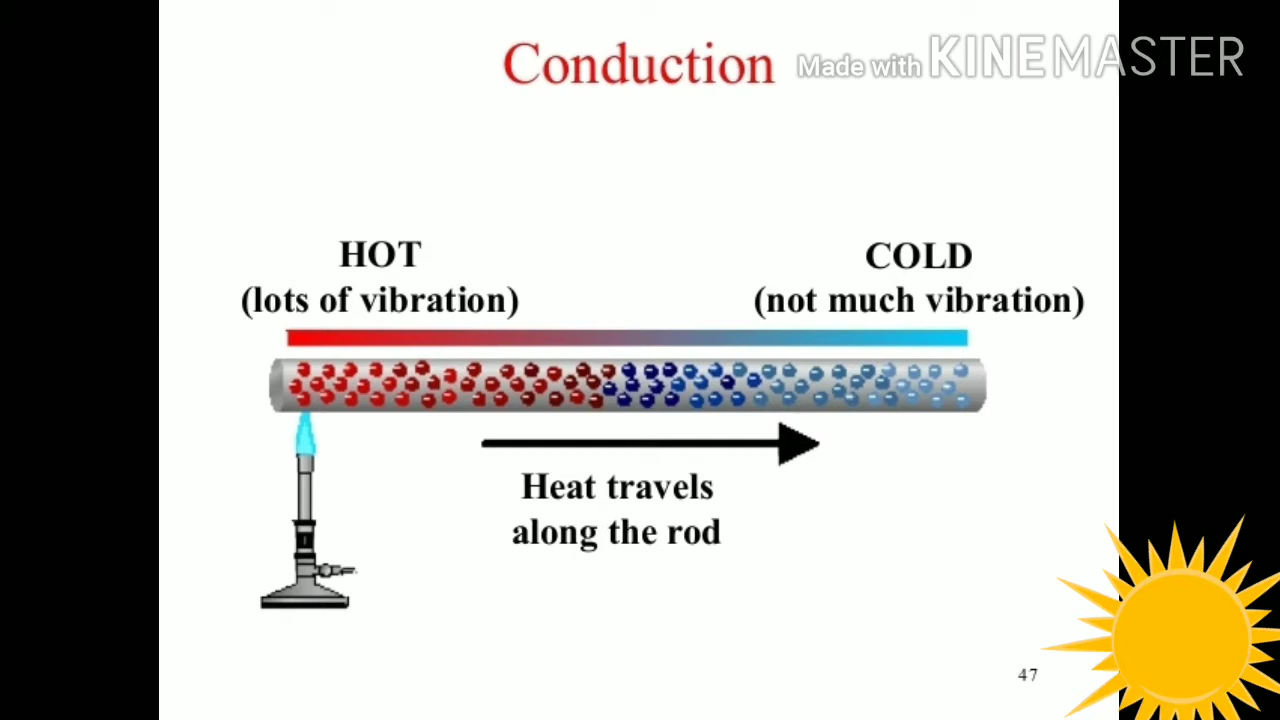 Conduction
Made with KINEMASTER
HOT
(lots of vibration)
COLD
(not much vibration)
Heat travels
along the rod
47